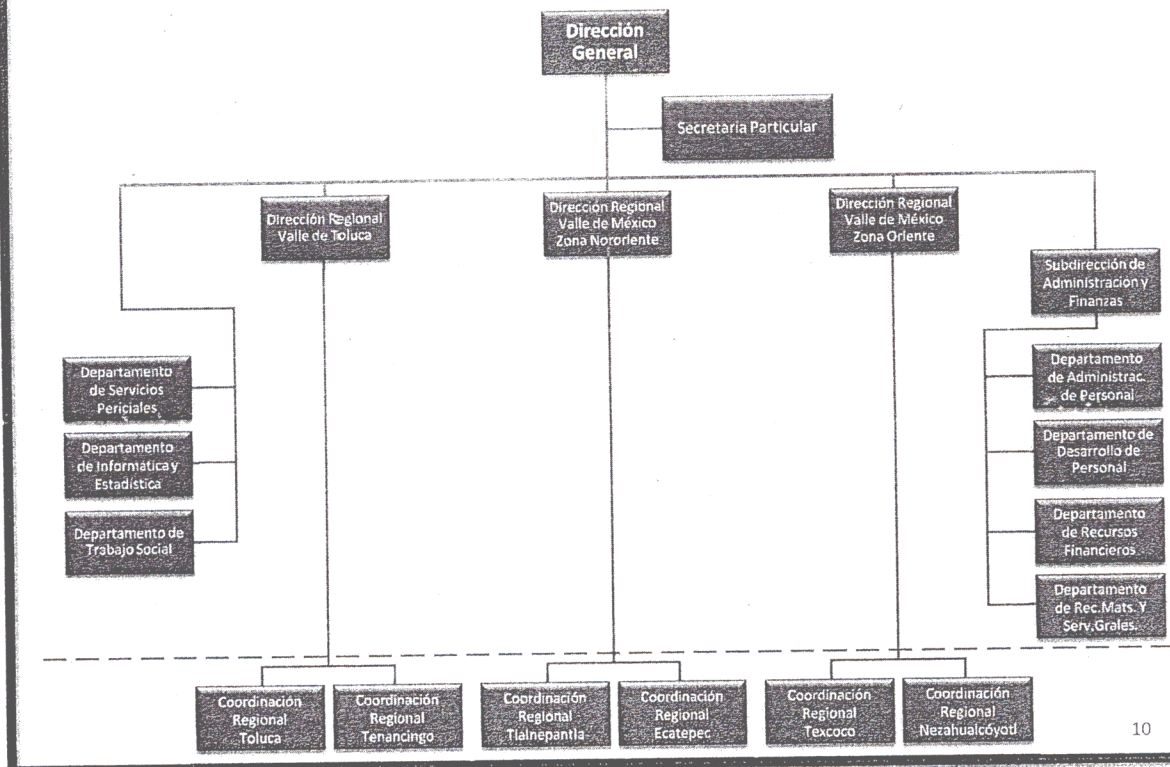 Dirección
General
Secretaria Particular
Dirección Regional
Valle de Toluca
Dirección Regional
Valle de México
Zona Nororiente
Dirección Regional
Valle de México
Zona Oriente
Subdirección de
Administración y
Finanzas
Departamento
de Servicios
Periciales
Departamento
de Informática y
Estadística
Departamento de
Trabajo Social
Departamento
de Administrac.
de Personal
Departamento de
Desarrollo de
Personal
Departamento
de Recursos
Financieros
Departamento
de Rec.Mats. Y
Serv.Grales.
Coordinación
Regional
Toluca
Coordinación
Regional
Tenancingo
Coordinación
Regional
Tlalnepantla
Coordinación
Regional
Ecatepec
Coordinación
Regional
Texcoco
Coordinación
Regional
Nezahualcóyotl
10